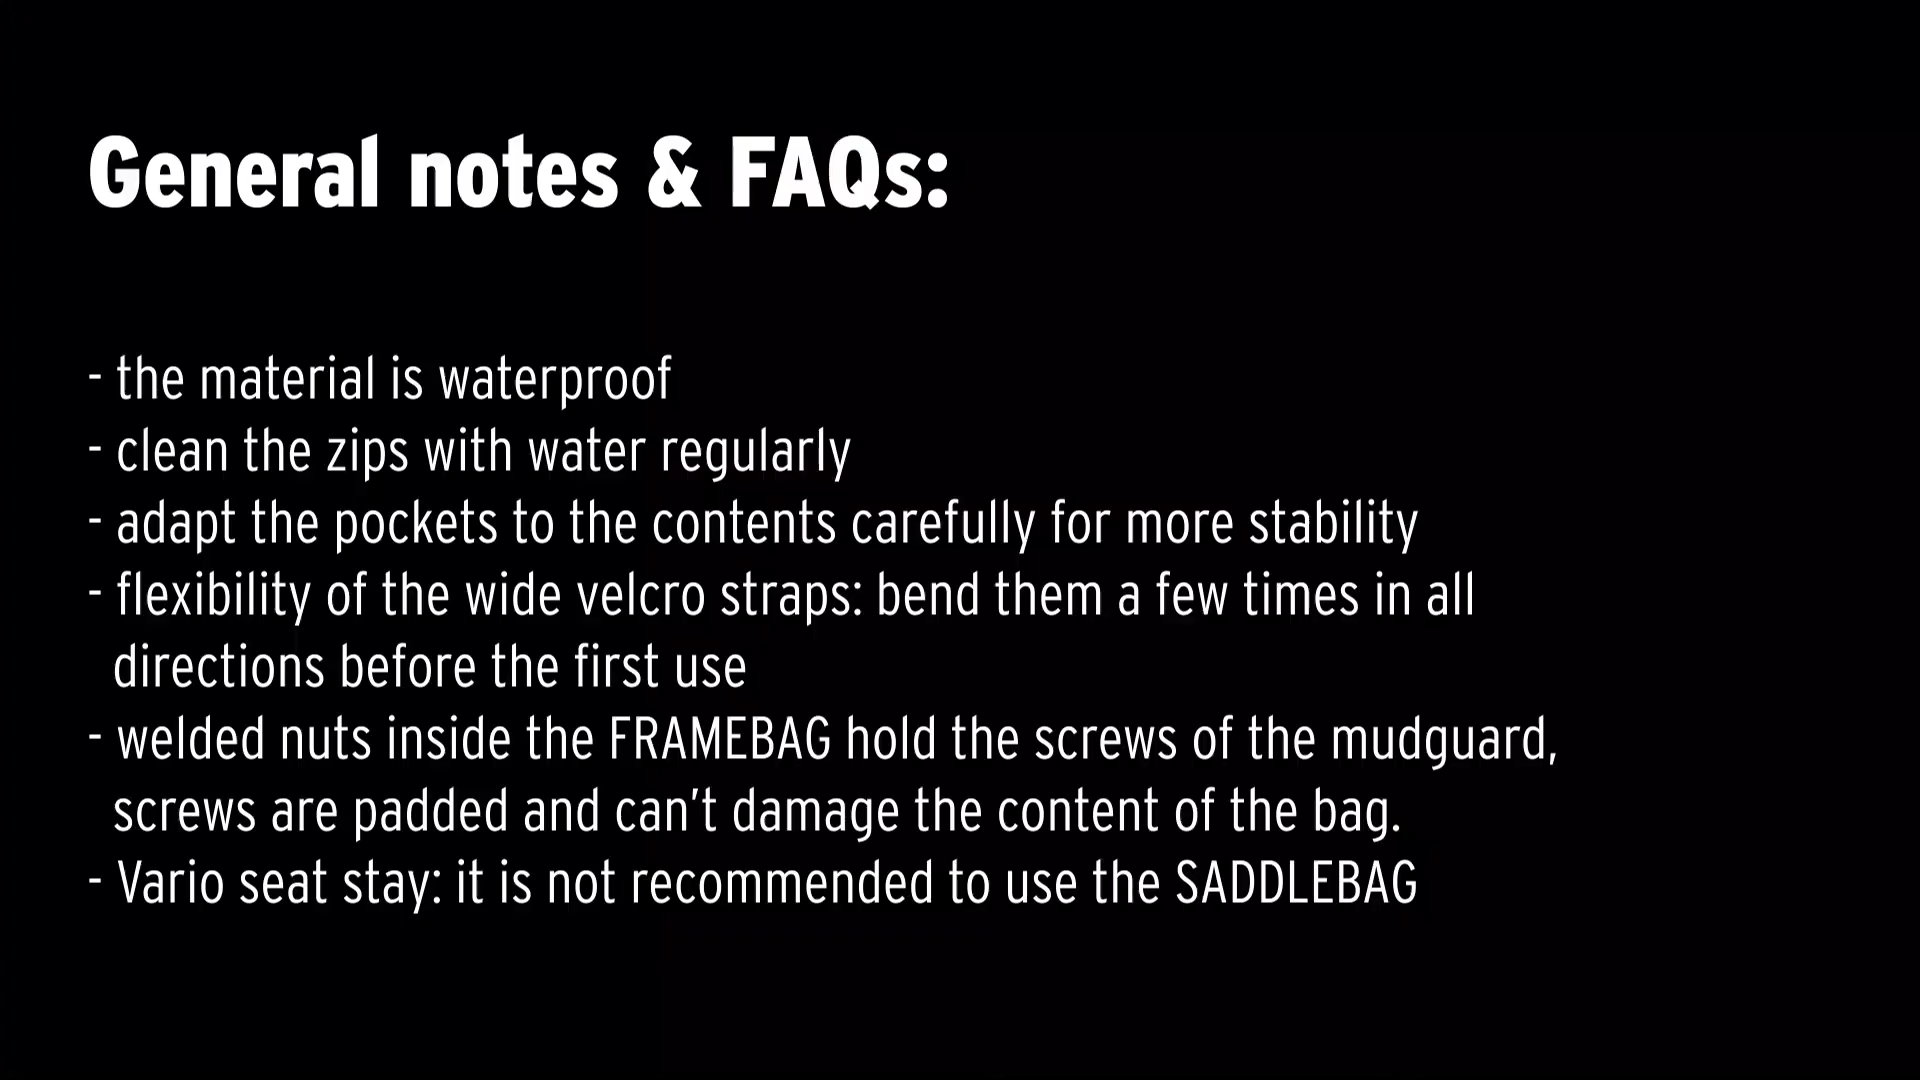 General notes & FAQs:
- the material is waterproof
- clean the zips with water regularly
- adapt the pockets to the contents carefully for more stability
- flexibility of the wide velcro straps: bend them a few times in all
directions before the first use
- welded nuts inside the FRAMEBAG hold the screws of the mudguard,
screws are padded and can't damage the content of the bag.
- Vario seat stay: it is not recommended to use the SADDLEBAG